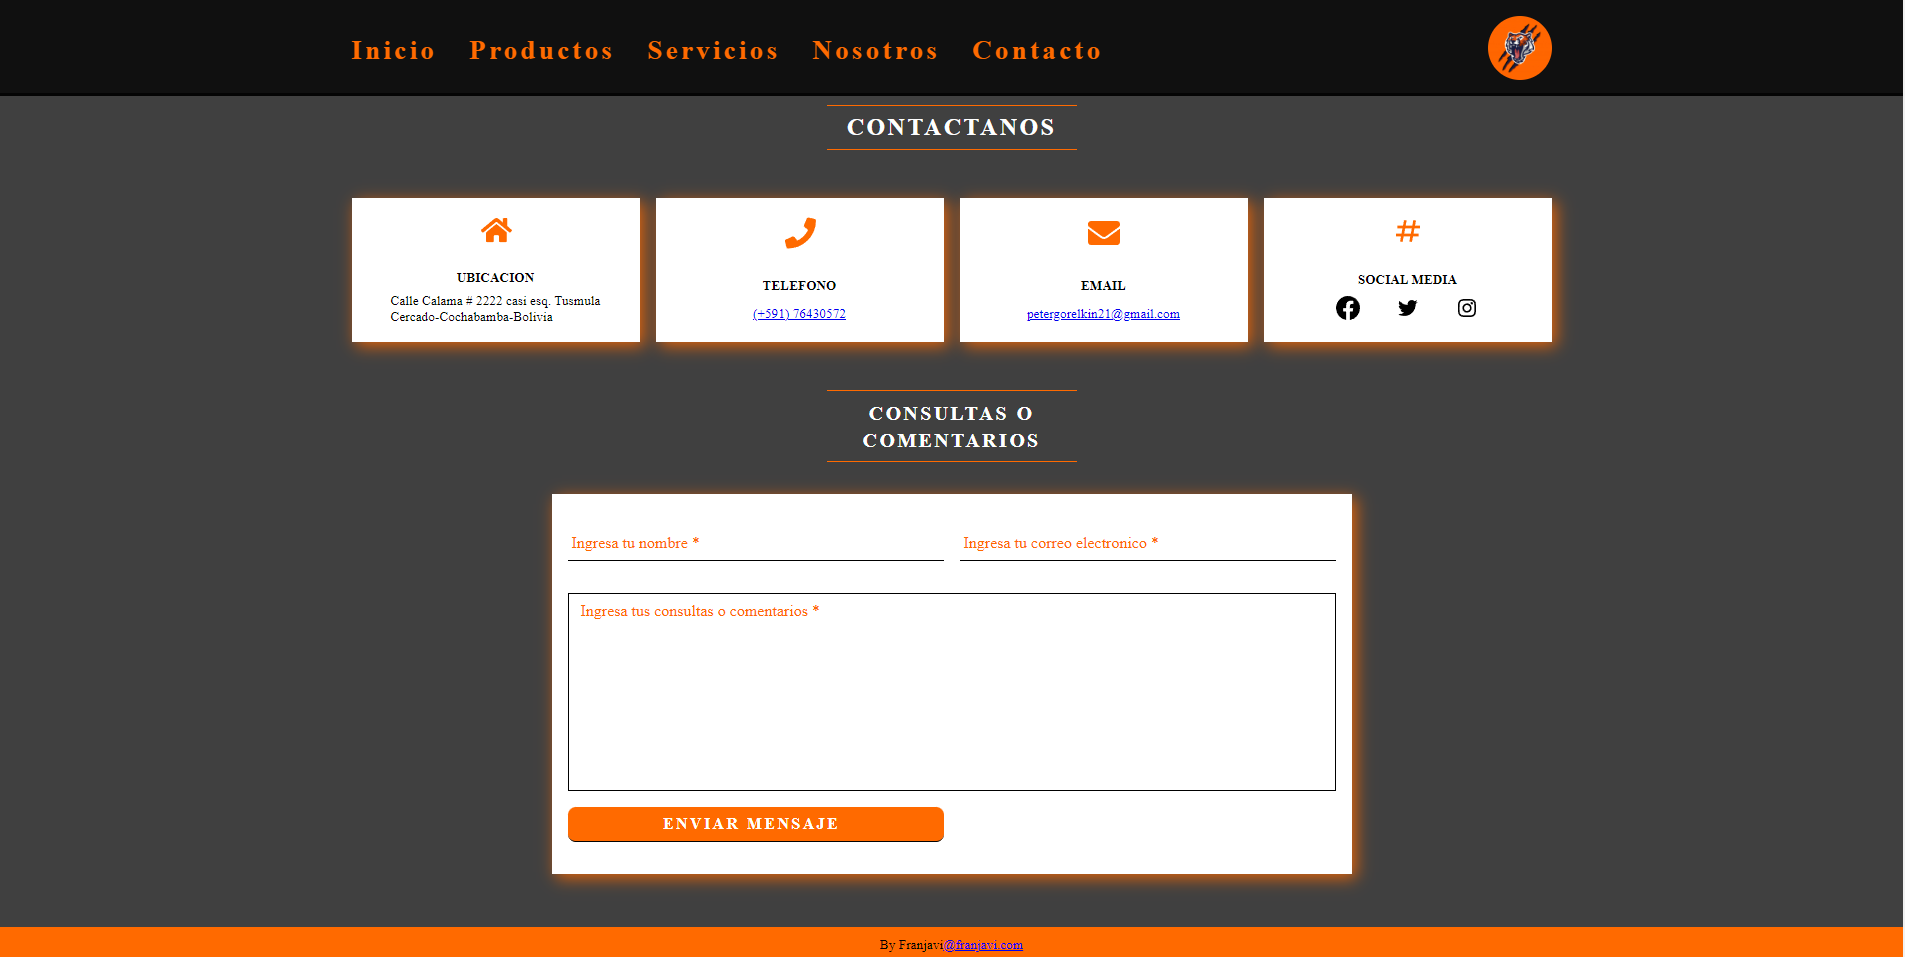 Inicio Productos Servicios Nosotros Contacto
CONTACTANOS
UBICACION
Calle Calama # 2222 casi esq. Tusmula
Cercado-Cochabamba-Bolivia
TELEFONO
(+591) 76430572
EMAIL
petergorelkin21@gmail.com
#
SOCIAL MEDIA
CONSULTAS O
COMENTARIOS
Ingresa tu nombre * Ingresa tu correo electronico *
Ingresa tus consultas o comentarios *
ENVIAR MENSAJE
By Franjavi@franjavi.com